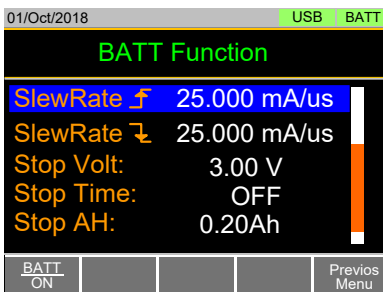 01/Oct/2018 USB BATT
BATT Function
SlewRate 25.000 mA/us
SlewRate 25.000 mA/us
Stop Volt: 3.00 V
Stop Time: OFF
Stop AH: 0.20Ah
BATT
ON
Previos
Menu